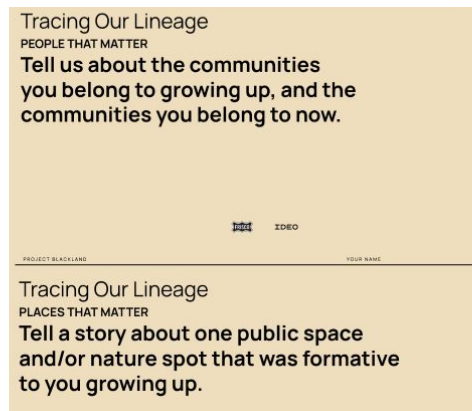 Tracing Our Lineage
PEOPLE THAT MATTER
Tell us about the communities
you belong to growing up, and the
communities you belong to now.
IDEO
PROJECT BLACKLAND
YOUR NAME
Tracing Our Lineage
PLACES THAT MATTER
Tell a story about one public space
and/or nature spot that was formative
to you growing up.